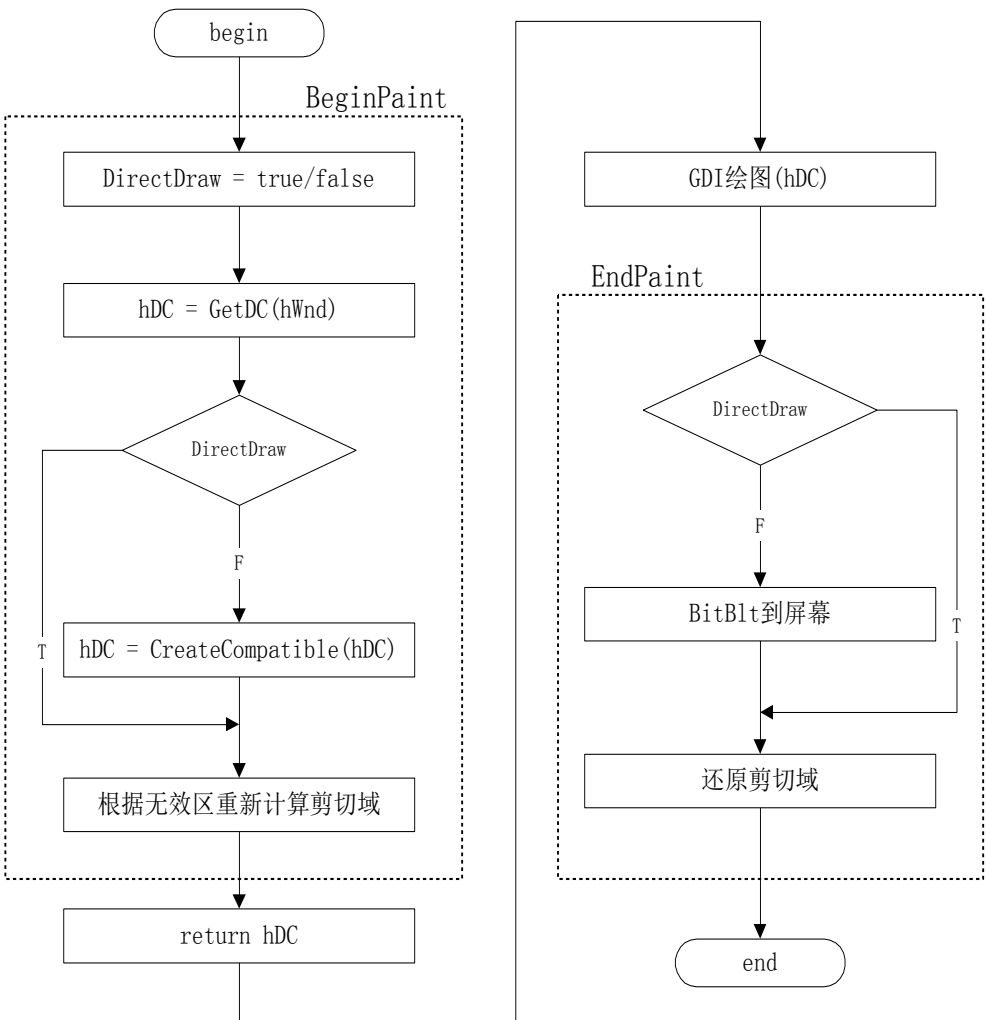 begin
BeginPaint
DirectDraw = true/false
hDC = GetDC(hWnd)
DirectDraw
F
T
hDC = CreateCompatible(hDC)
根据无效区重新计算剪切域
return hDC
GDI绘图(hDC)
EndPaint
DirectDraw
F
BitBlt到屏幕
T
还原剪切域
end